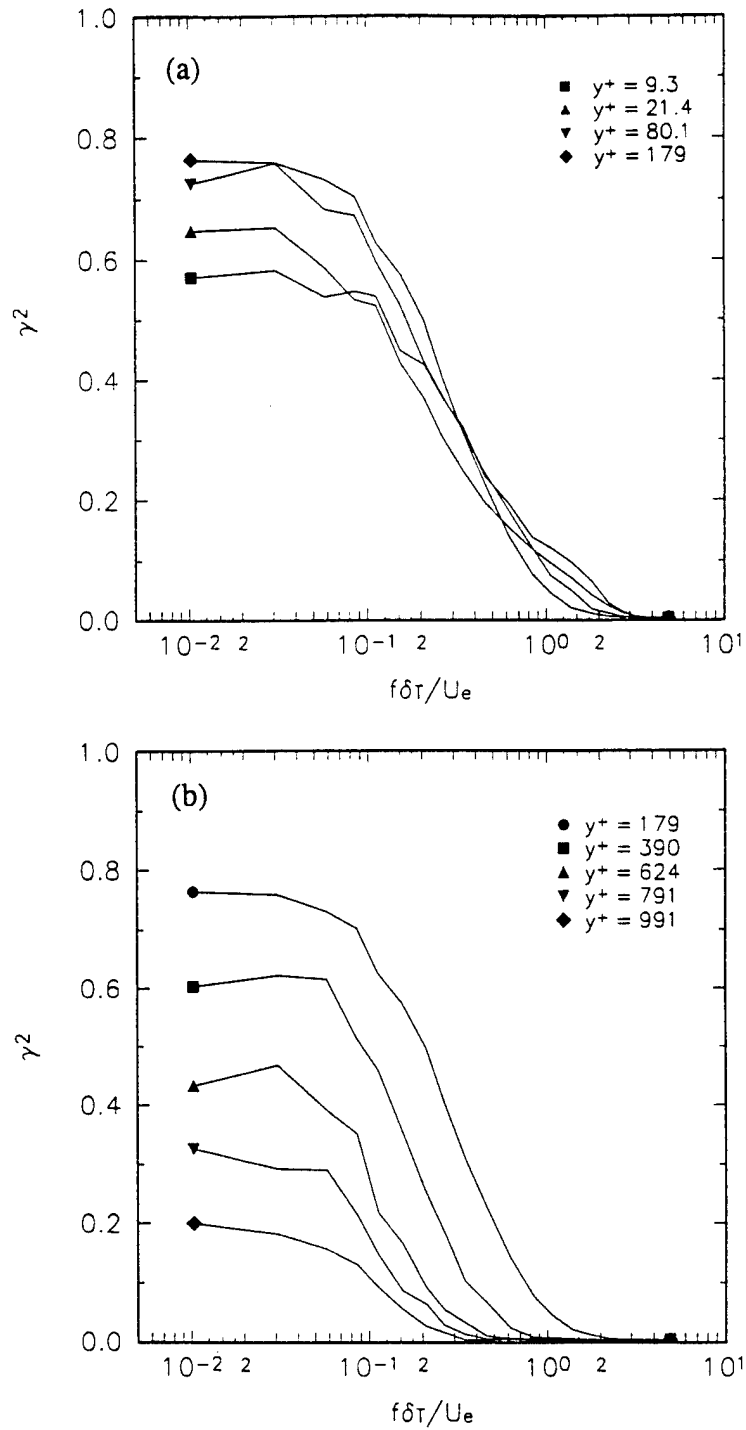 1.0
(a)
■ y+ = 9.3
▲ y+ = 21.4
▼ y+ = 80.1
◆ y+ = 179
0.8
0.6
γ2
0.4
0.2
0.0
10-2 2 10-1 2 100 2 101
fδT/Ue
1.0
(b)
● y+ = 179
■ y+ = 390
▲ y+ = 624
▼ y+ = 791
◆ y+ = 991
0.8
0.6
γ2
0.4
0.2
0.0
10-2 2 10-1 2 100 2 101
fδT/Ue